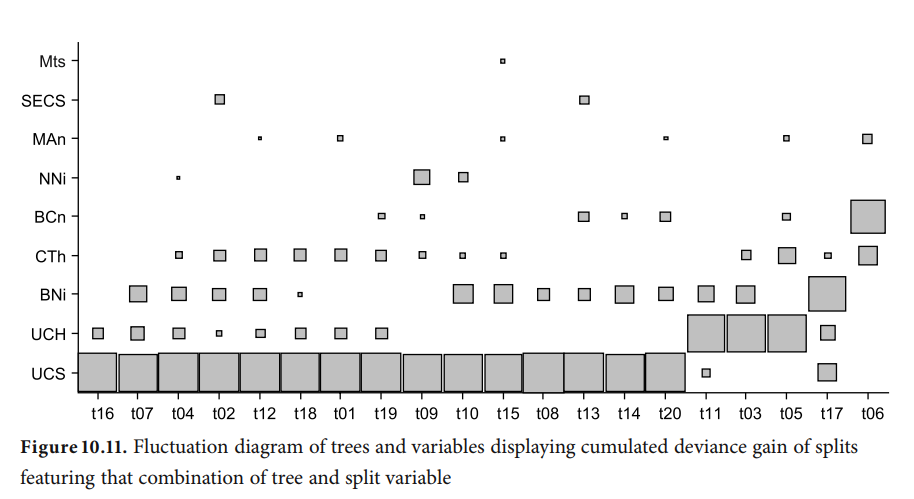 Mts
SECS
MAn
NNi
BCn
CTh
BNi
UCH
UCS
t16 t07 t04 t02 t12 t18 t01 t19 t09 t10 t15 t08 t13 t14 t20 t11 t03 t05 t17 t06
Figure 10.11. Fluctuation diagram of trees and variables displaying cumulated deviance gain of splits
featuring that combination of tree and split variable